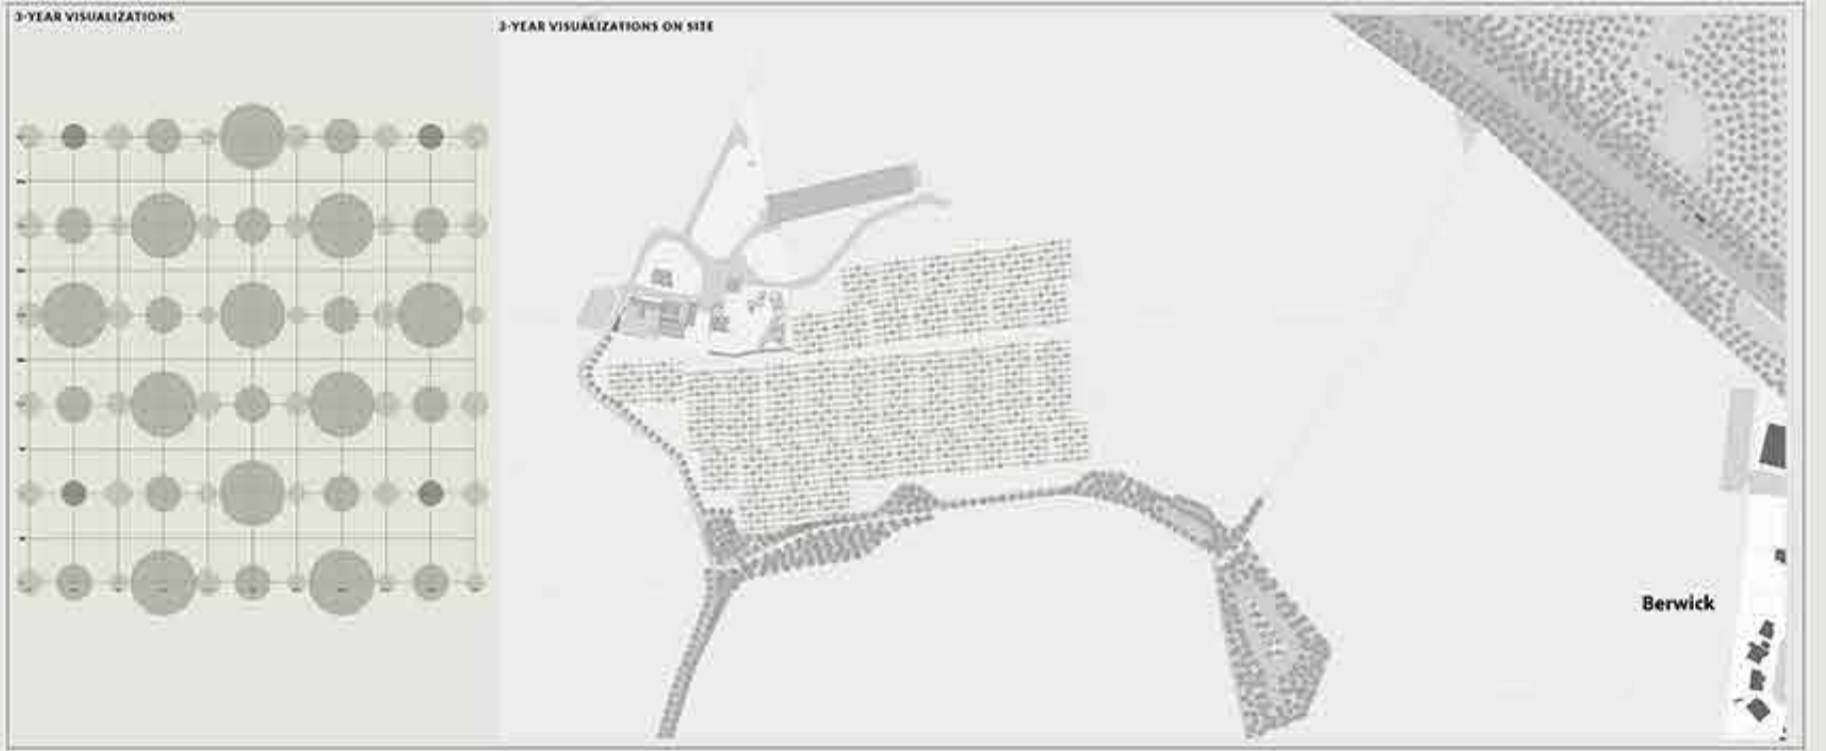 3-YEAR VISUALIZATIONS
3-YEAR VISUALIZATIONS ON SITE
Berwick